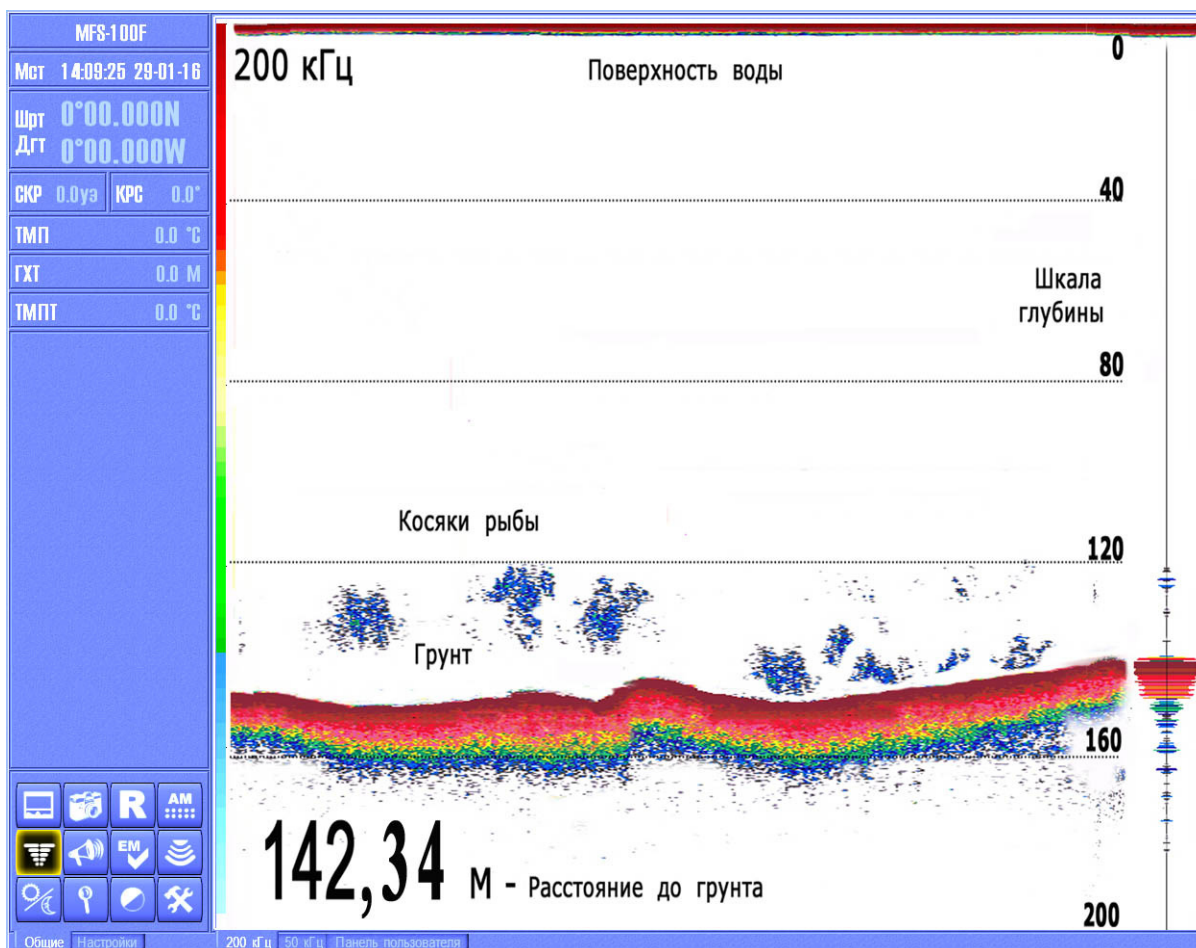 MFS-100F
Мст 14:09:25 29-01-16
Шрт 0°00.000N
Дгт 0°00.000W
СКР 0.0уз КРС 0.0°
ТМП 0.0 °C
ГХТ 0.0 М
ТМПТ 0.0 °C
R
AM
EM
Общие Настройки
200 кГц
Поверхность воды
0
40
Шкала
глубины
80
Косяки рыбы
120
Грунт
160
142,34 М - Расстояние до грунта
200
200 кГц 50 кГц Панель пользователя